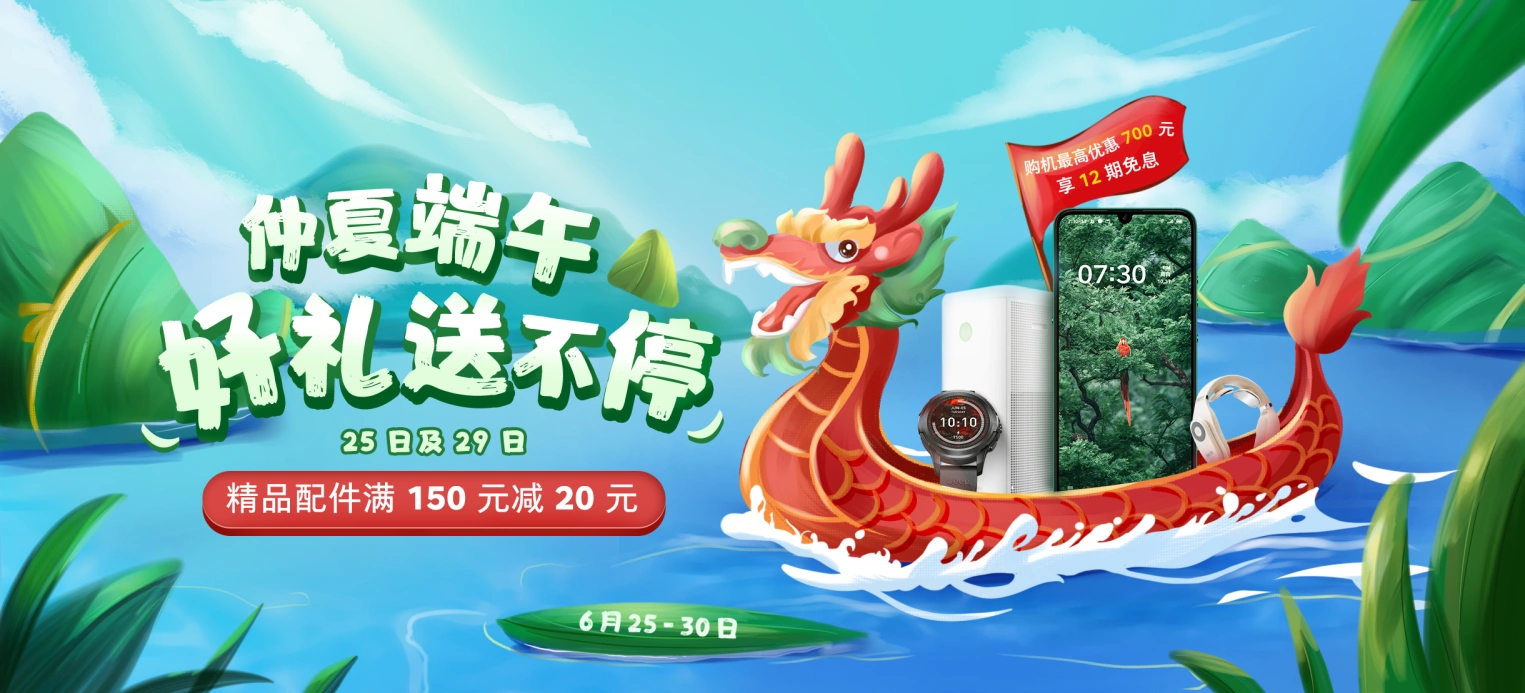 仲夏端午
好礼送不停
25 日及 29 日
精品配件满 150 元减 20 元
购机最高优惠 700 元
享 12 期免息
07:30
10:10
6月25-30日